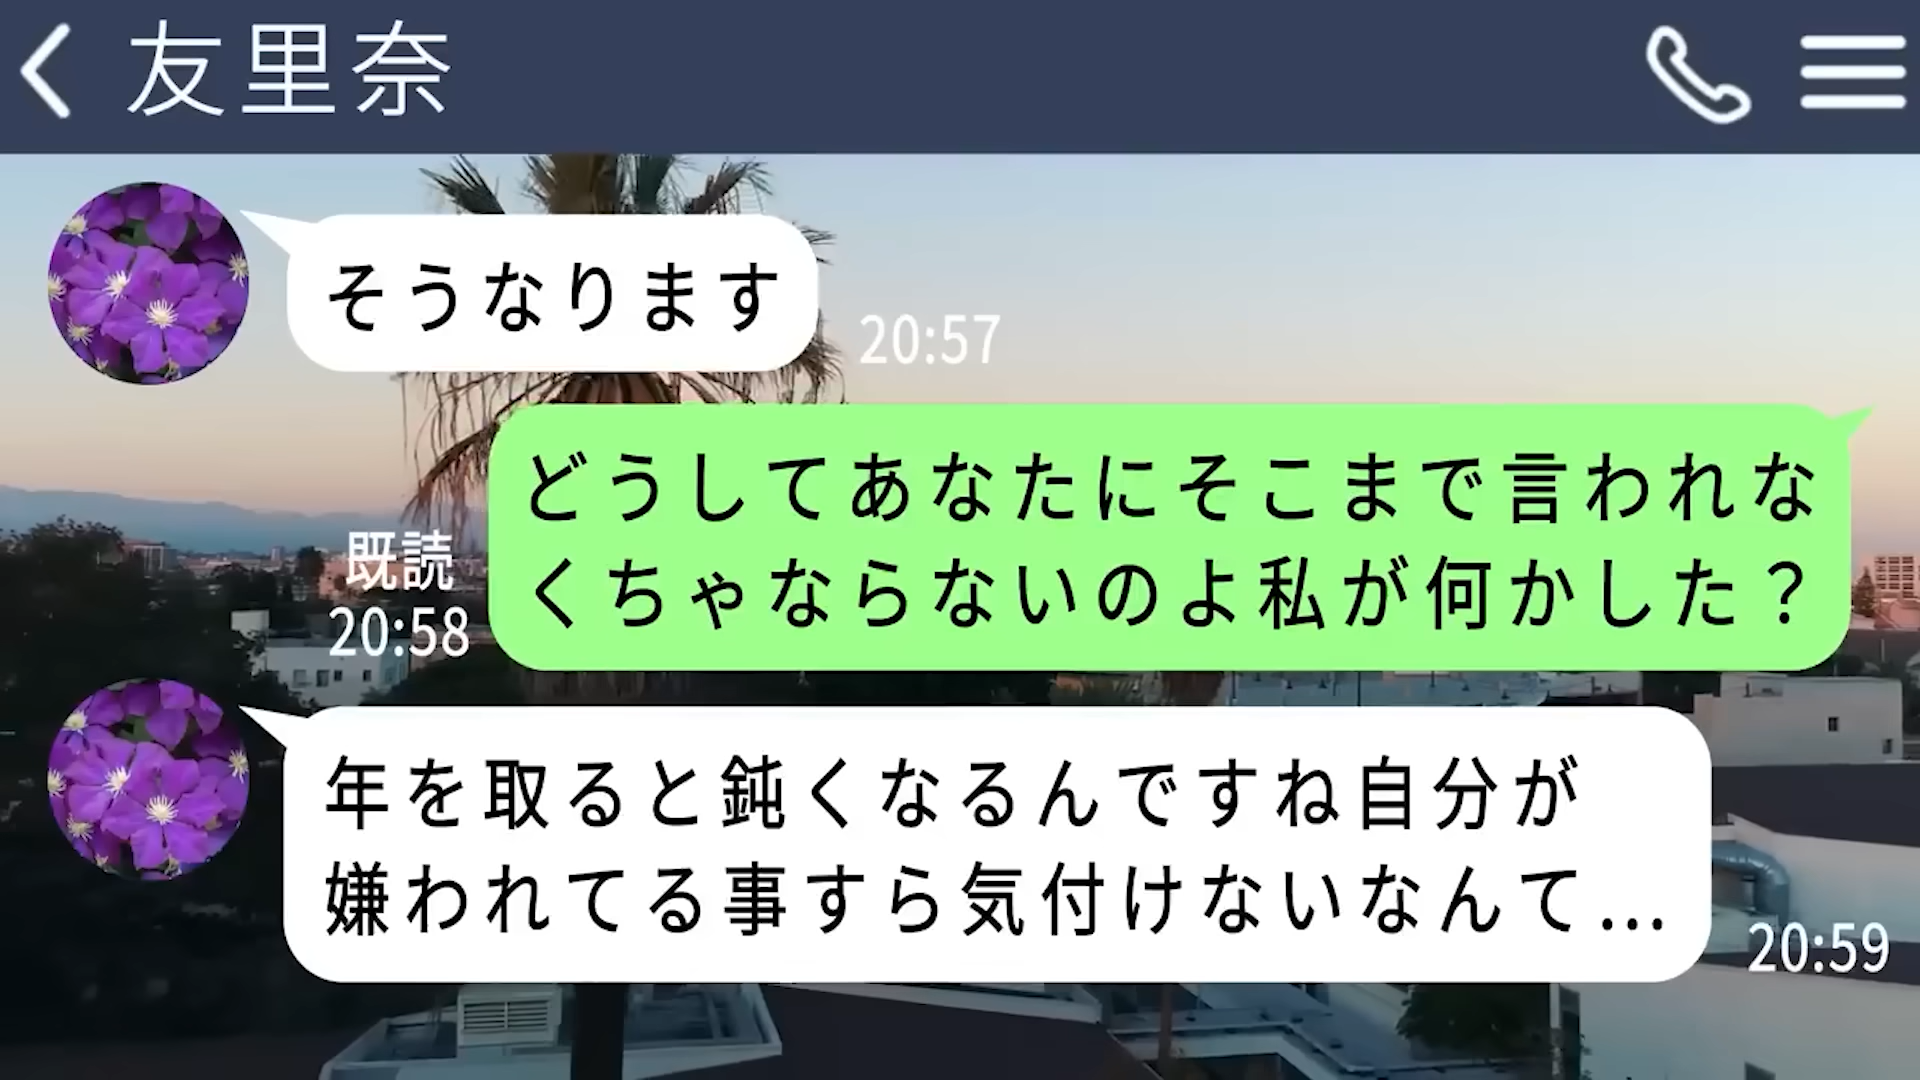 友里奈
そうなります
20:57
どうしてあなたにそこまで言われな
くちゃならないのよ私が何かした？
既読
20:58
年を取ると鈍くなるんですね自分が
嫌われてる事すら気付けないなんて…
20:59